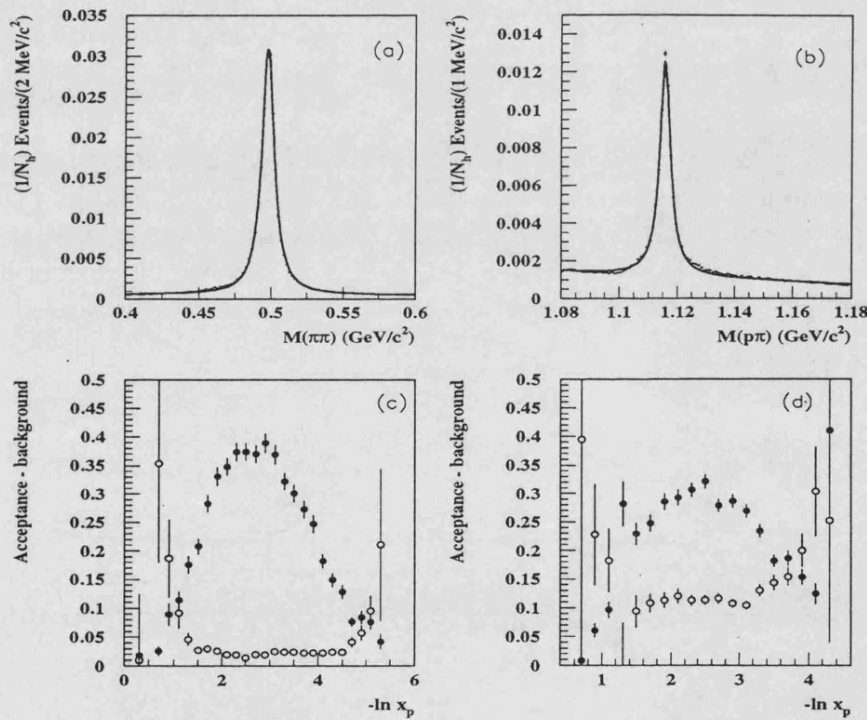 (1/N_h) Events/(2 MeV/c²)
0.035
0.03
0.025
0.02
0.015
0.01
0.005
0
(a)
0.4 0.45 0.5 0.55 0.6
M(ππ) (GeV/c²)
(1/N_h) Events/(1 MeV/c²)
0.014
0.012
0.01
0.008
0.006
0.004
0.002
0
(b)
1.08 1.1 1.12 1.14 1.16 1.18
M(pπ) (GeV/c²)
Acceptance - background
0.5
0.45
0.4
0.35
0.3
0.25
0.2
0.15
0.1
0.05
0
(c)
0 2 4 6
-ln x_p
Acceptance - background
0.5
0.45
0.4
0.35
0.3
0.25
0.2
0.15
0.1
0.05
0
(d)
1 2 3 4
-ln x_p